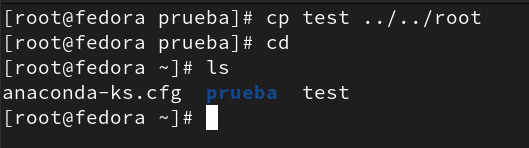 [root@fedora prueba]# cp test ../../root
[root@fedora prueba]# cd
[root@fedora ~]# ls
anaconda-ks.cfg  prueba  test
[root@fedora ~]#